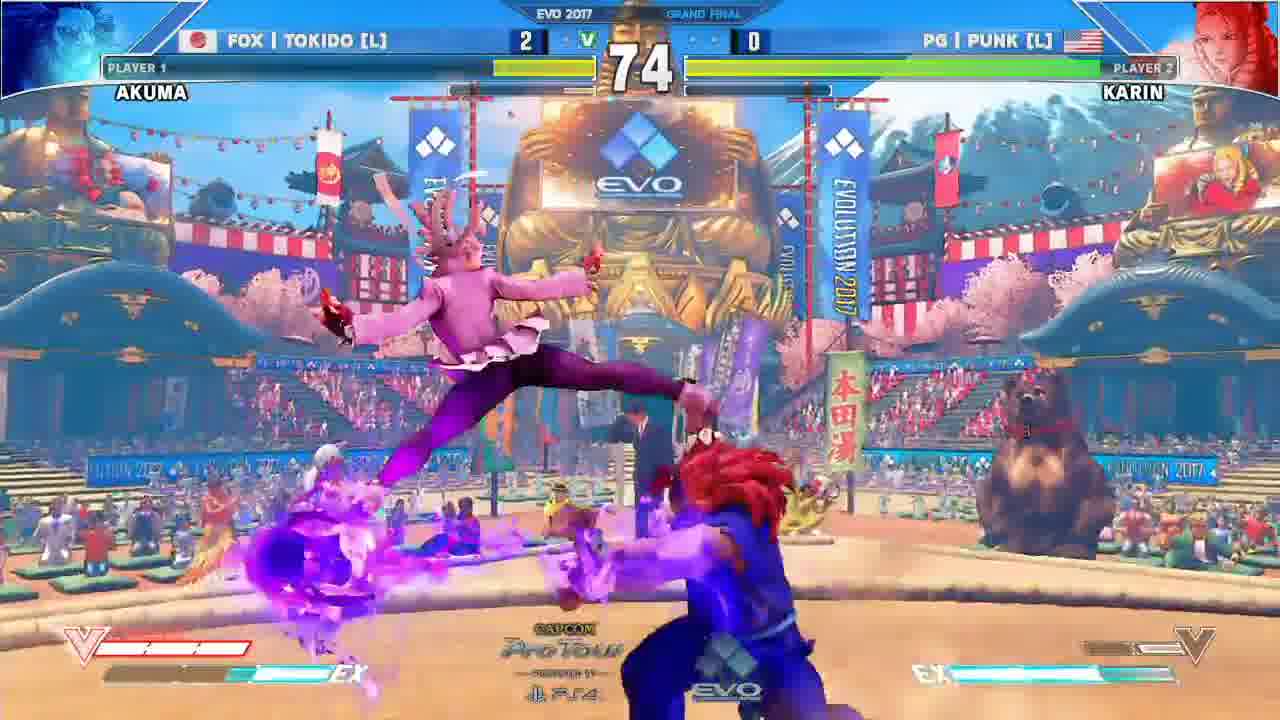 EVO 2017
GRAND FINAL
FOX | TOKIDO [L]
2
V
0
PG | PUNK [L]
74
PLAYER 1
PLAYER 2
AKUMA
KARIN
EVO
EVOLUTION 2017
本田湯
V
EX
EX
V
CAPCOM
Pro Tour
PS4
EVO